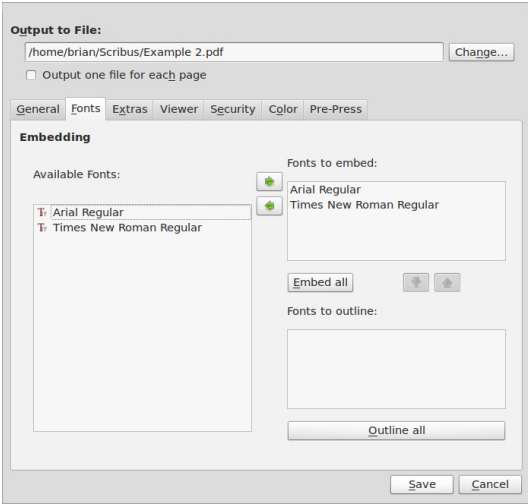 Output to File:
/home/brian/Scribus/Example 2.pdf
Change...
Output one file for each page
General Fonts Extras Viewer Security Color Pre-Press
Embedding
Available Fonts:
Arial Regular
Times New Roman Regular
Fonts to embed:
Arial Regular
Times New Roman Regular
Embed all
Fonts to outline:
Outline all
Save Cancel